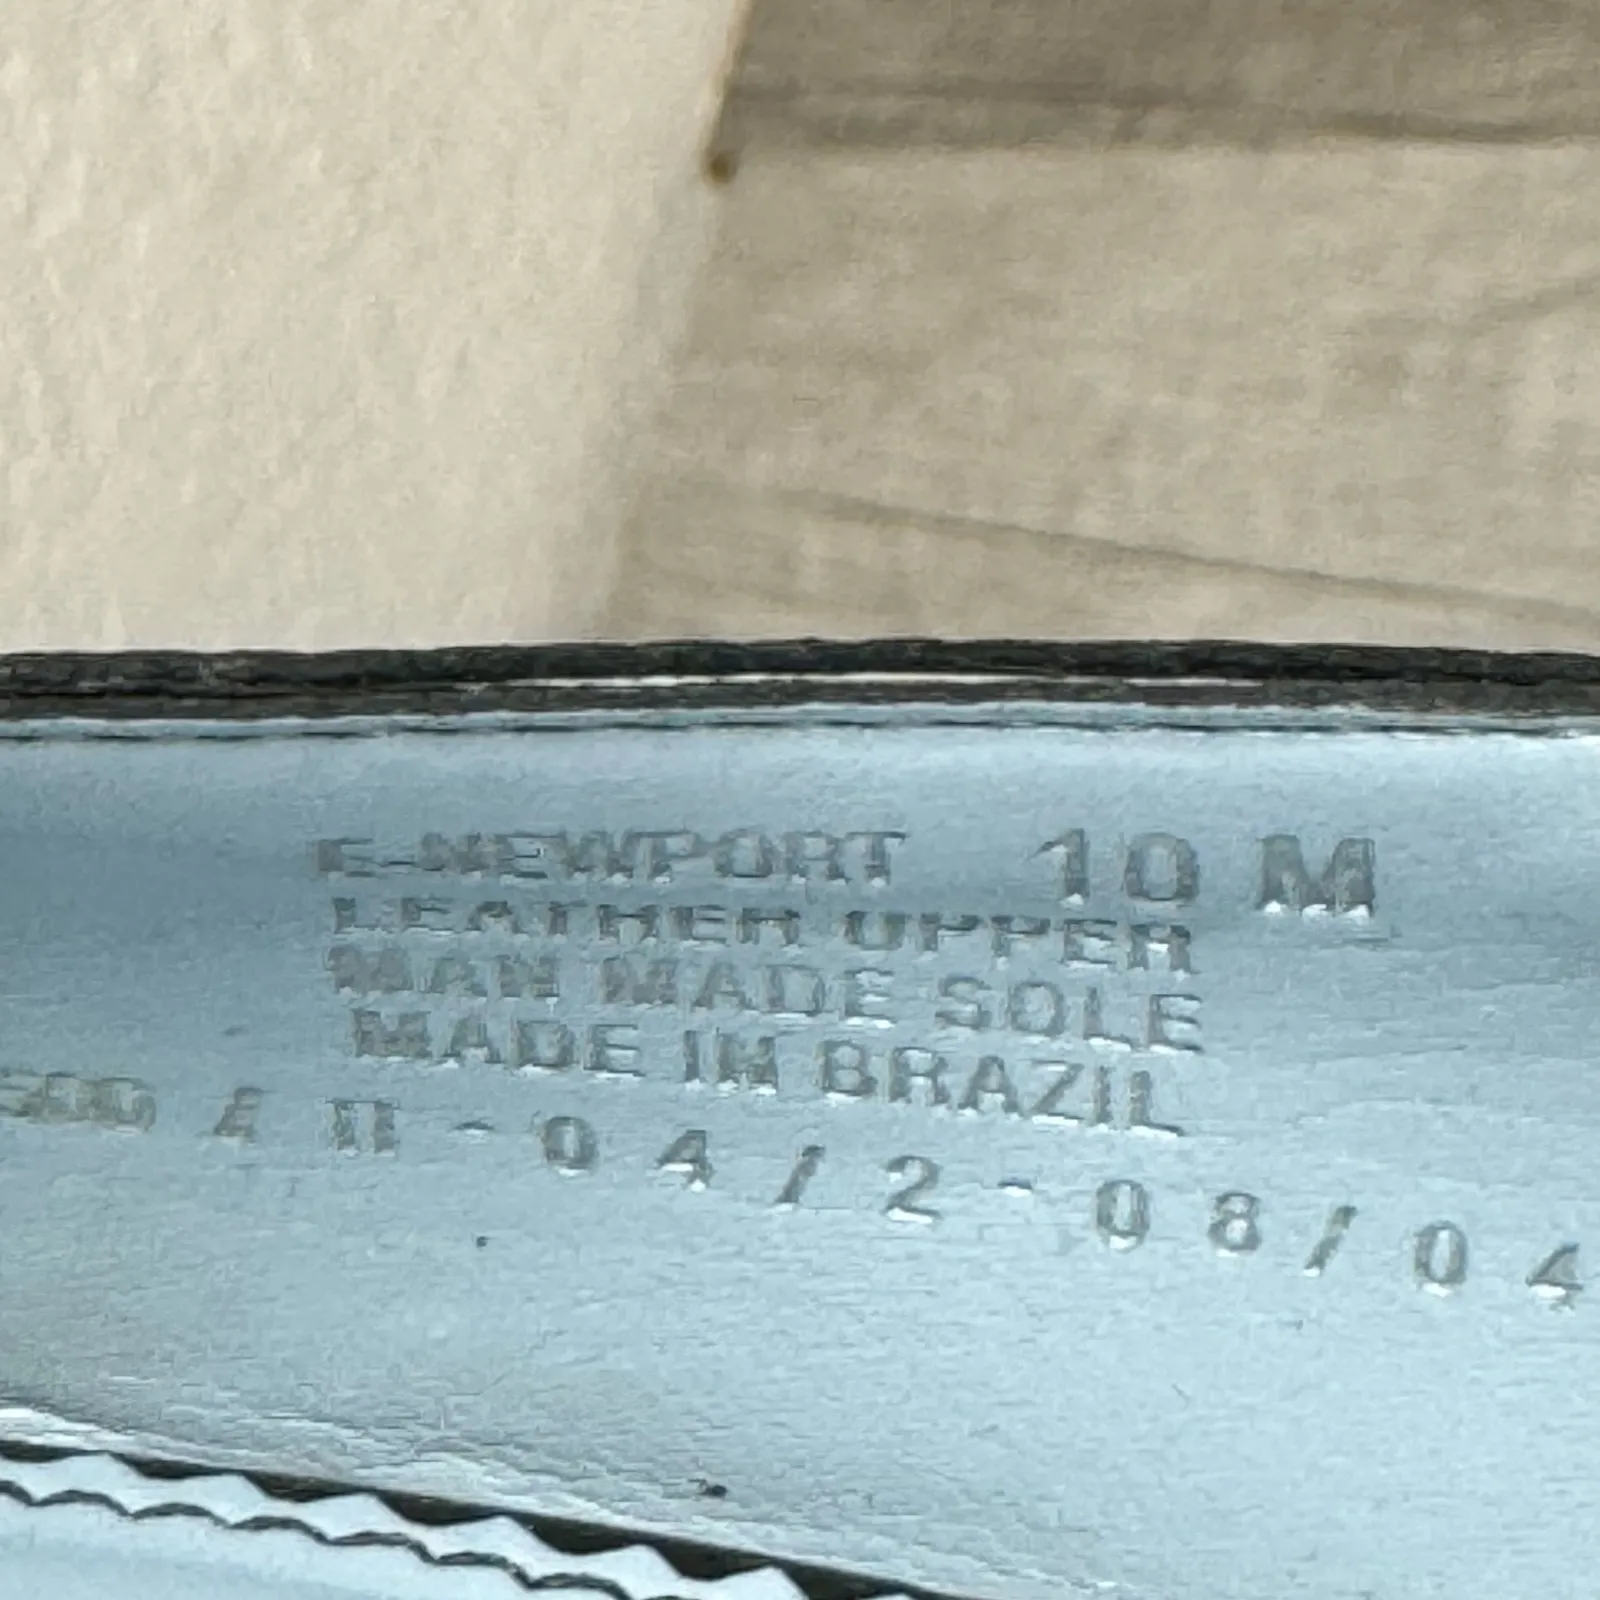 E-NEWPORT 10 M
LEATHER UPPER
MAN MADE SOLE
MADE IN BRAZIL
- 04/2-08/04